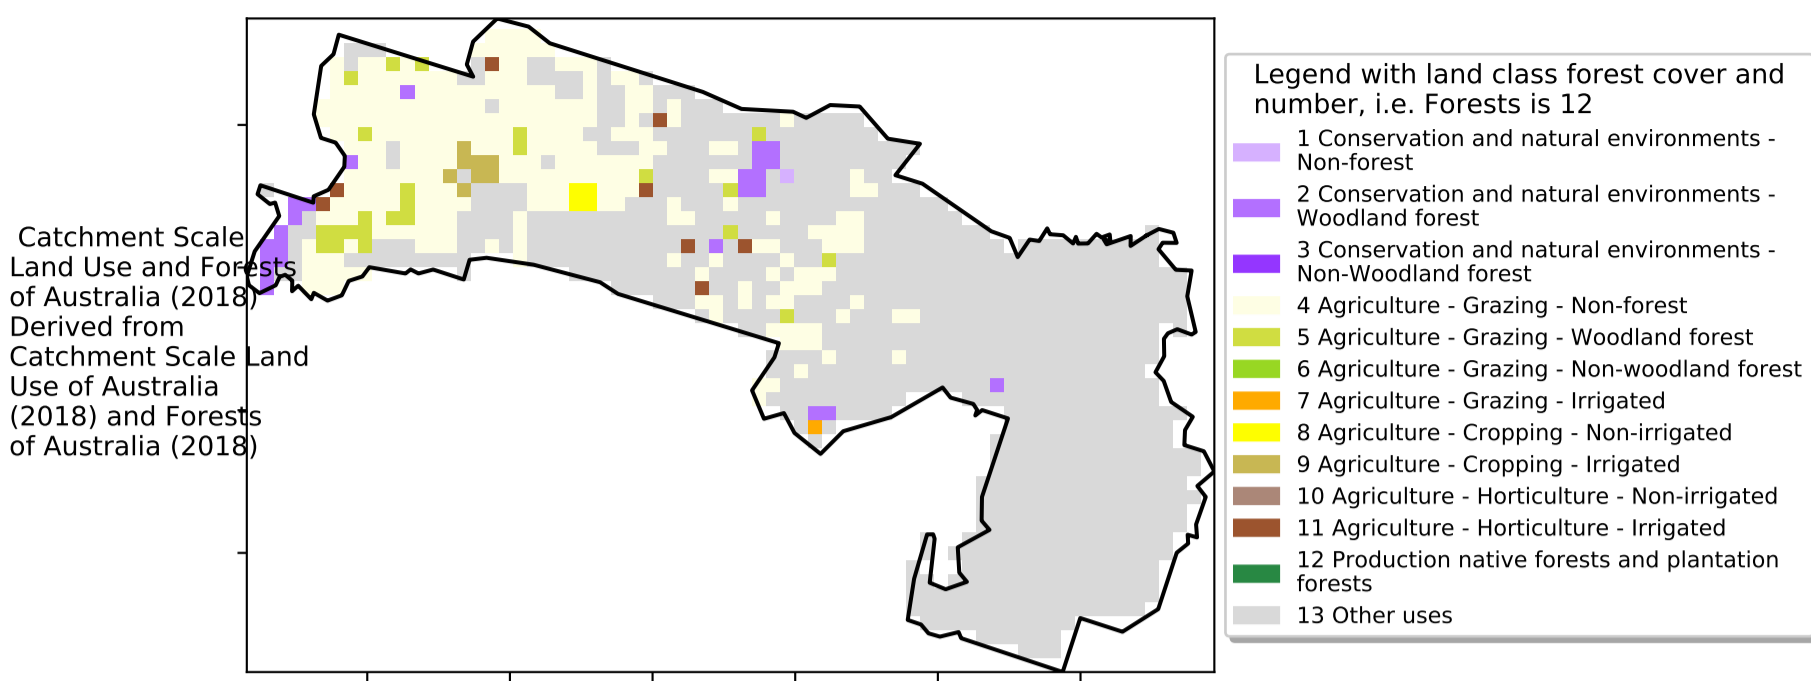 Catchment Scale
Land Use and Forests
of Australia (2018)
Derived from
Catchment Scale Land
Use of Australia
(2018) and Forests
of Australia (2018)
Legend with land class forest cover and
number, i.e. Forests is 12
1 Conservation and natural environments -
Non-forest
2 Conservation and natural environments -
Woodland forest
3 Conservation and natural environments -
Non-Woodland forest
4 Agriculture - Grazing - Non-forest
5 Agriculture - Grazing - Woodland forest
6 Agriculture - Grazing - Non-woodland forest
7 Agriculture - Grazing - Irrigated
8 Agriculture - Cropping - Non-irrigated
9 Agriculture - Cropping - Irrigated
10 Agriculture - Horticulture - Non-irrigated
11 Agriculture - Horticulture - Irrigated
12 Production native forests and plantation
forests
13 Other uses